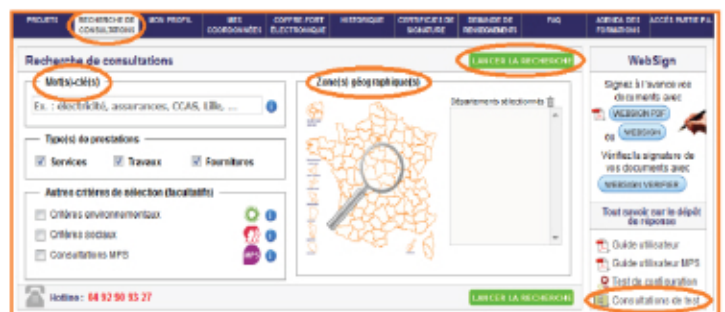 PROJETS
RECHERCHE DE CONSULTATIONS
MON PROFIL
MES COORDONNÉES
COFFRE FORT ÉLECTRONIQUE
HISTORIQUE
CERTIFICATS DE SIGNATURE
DEMANDE DE RENSEIGNEMENTS
FAQ
AGENDA DES FORMATIONS
Recherche de consultations
LANCER LA RECHERCHE
Mot(s)-clé(s)
Ex. : électricité, assurances, CCAS, Lille, ...
Type(s) de prestations
Services
Travaux
Fournitures
Autres critères de sélection (facultatifs)
Critères environnementaux
Critères sociaux
Consultations MPS
MPS
Zone(s) géographique(s)
Départements sélectionnés
Hotline : 04 92 90 93 27
LANCER LA RECHERCHE
WebSign
Signez à l'avance vos
documents avec
WEBSIGN PDF
ou WEBSIGN
Vérifiez la signature de
vos documents avec
WEBSIGN VERIFIER
Tout savoir sur le dépôt
de réponse
Guide utilisateur
Guide utilisateur MPS
Test de configuration
Consultations de test